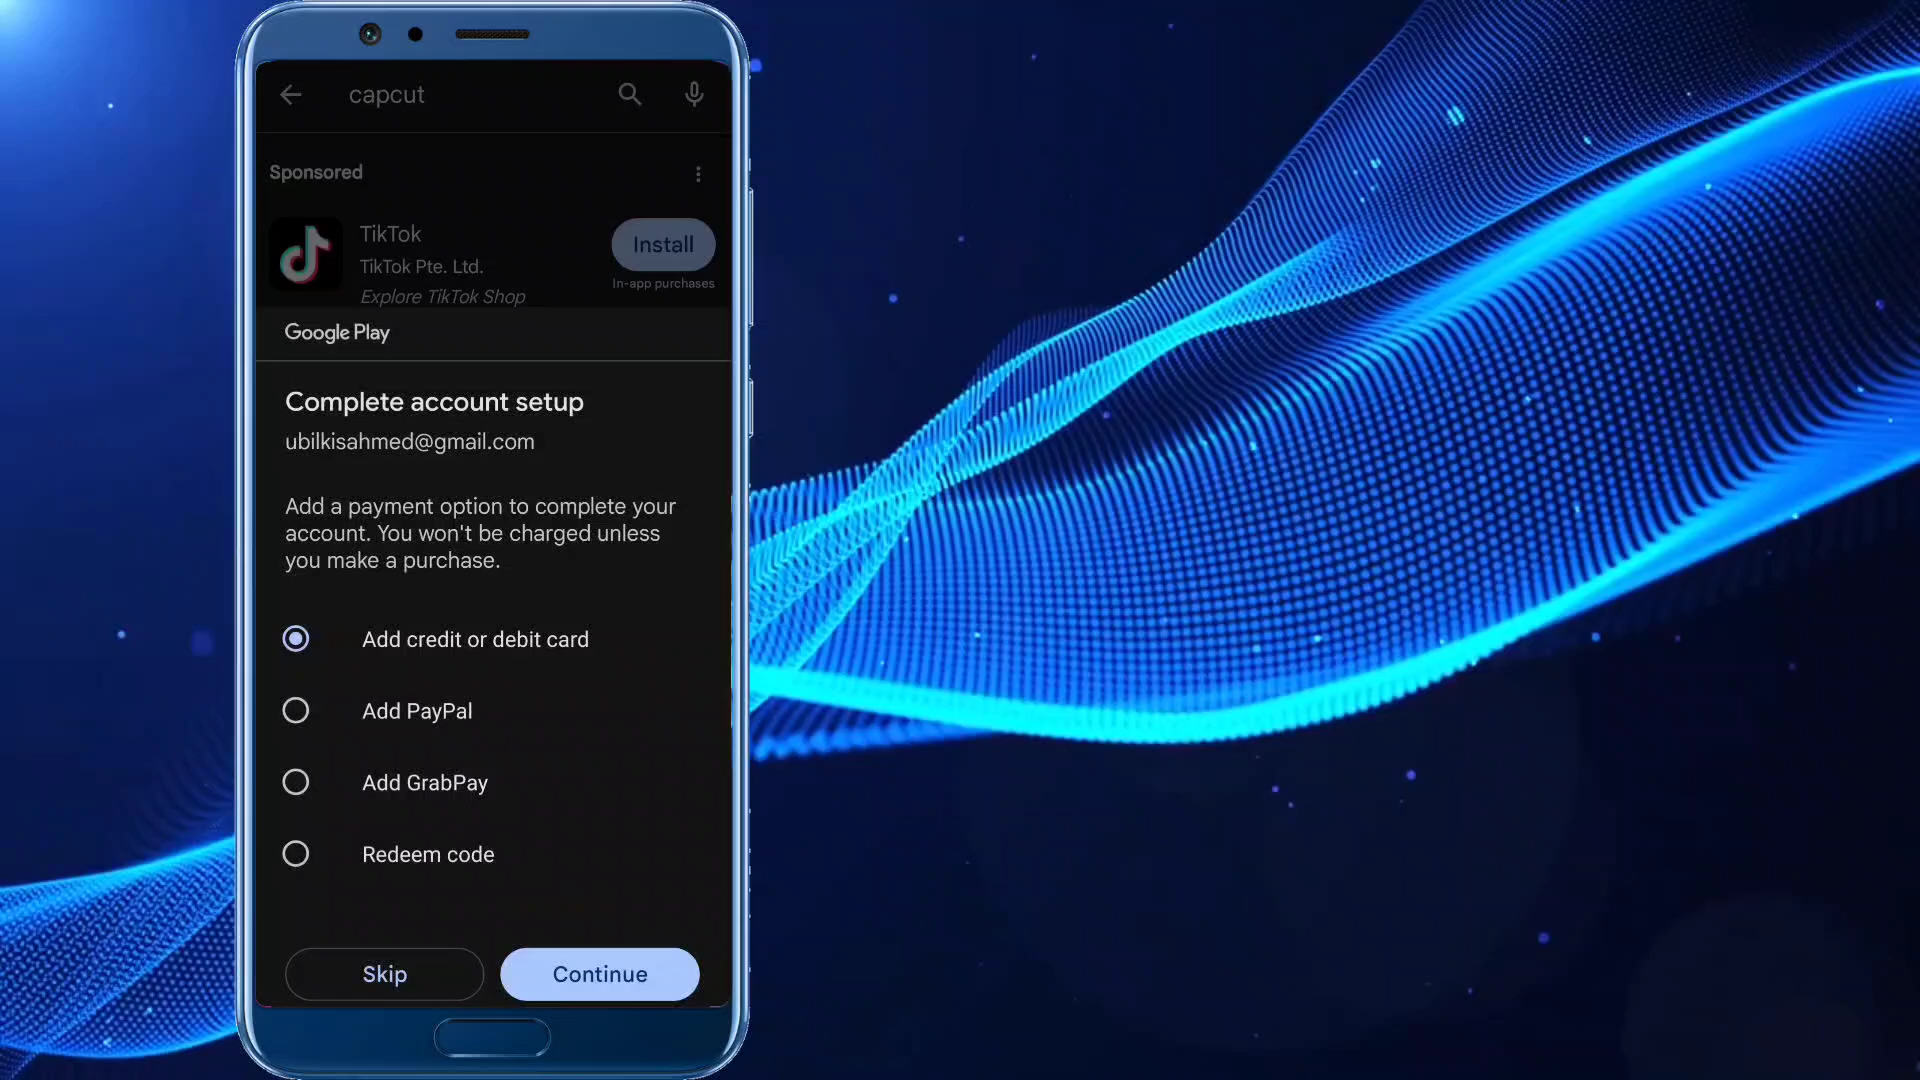 capcut
Sponsored
TikTok
TikTok Pte. Ltd.
Explore TikTok Shop
Install
In-app purchases
Google Play
Complete account setup
ubilkisahmed@gmail.com
Add a payment option to complete your
account. You won't be charged unless
you make a purchase.
Add credit or debit card
Add PayPal
Add GrabPay
Redeem code
Skip
Continue